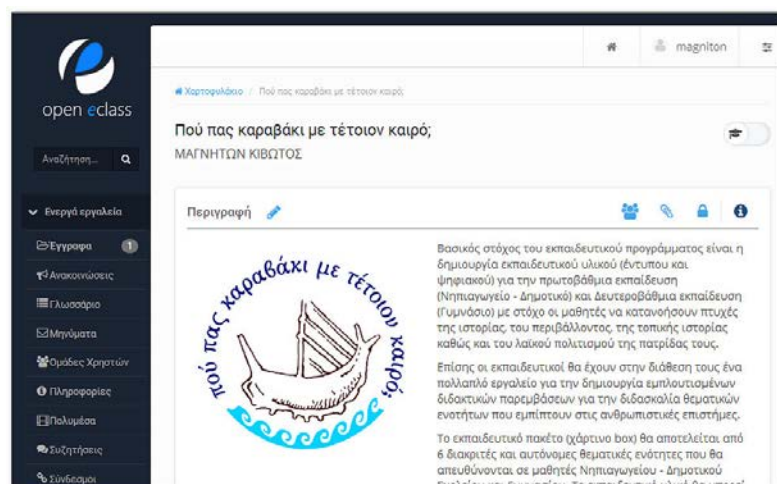 magniton
open eclass
Χαρτοφυλάκιο / Πού πας καραβάκι με τέτοιον καιρό;
Πού πας καραβάκι με τέτοιον καιρό;
ΜΑΓΝΗΤΩΝ ΚΙΒΩΤΟΣ
Αναζήτηση...
Ενεργά εργαλεία
Έγγραφα 1
Ανακοινώσεις
Γλωσσάριο
Μηνύματα
Ομάδες Χρηστών
Πληροφορίες
Πολυμέσα
Συζητήσεις
Σύνδεσμοι
Περιγραφή
πού πας καραβάκι με τέτοιον καιρό;
Βασικός στόχος του εκπαιδευτικού προγράμματος είναι η
δημιουργία εκπαιδευτικού υλικού (έντυπου και
ψηφιακού) για την πρωτοβάθμια εκπαίδευση
(Νηπιαγωγείο - Δημοτικό) και Δευτεροβάθμια εκπαίδευση
(Γυμνάσιο) με στόχο οι μαθητές να κατανοήσουν πτυχές
της ιστορίας, του περιβάλλοντος, της τοπικής ιστορίας
καθώς και του λαϊκού πολιτισμού της πατρίδας τους.
Επίσης οι εκπαιδευτικοί θα έχουν στην διάθεση τους ένα
πολλαπλό εργαλείο για την δημιουργία εμπλουτισμένων
διδακτικών παρεμβάσεων για την διδασκαλία θεματικών
ενοτήτων που εμπίπτουν στις ανθρωπιστικές επιστήμες.
Το εκπαιδευτικό πακέτο (χάρτινο box) θα αποτελείται από
6 διακριτές και αυτόνομες θεματικές ενότητες που θα
απευθύνονται σε μαθητές Νηπιαγωγείου - Δημοτικού